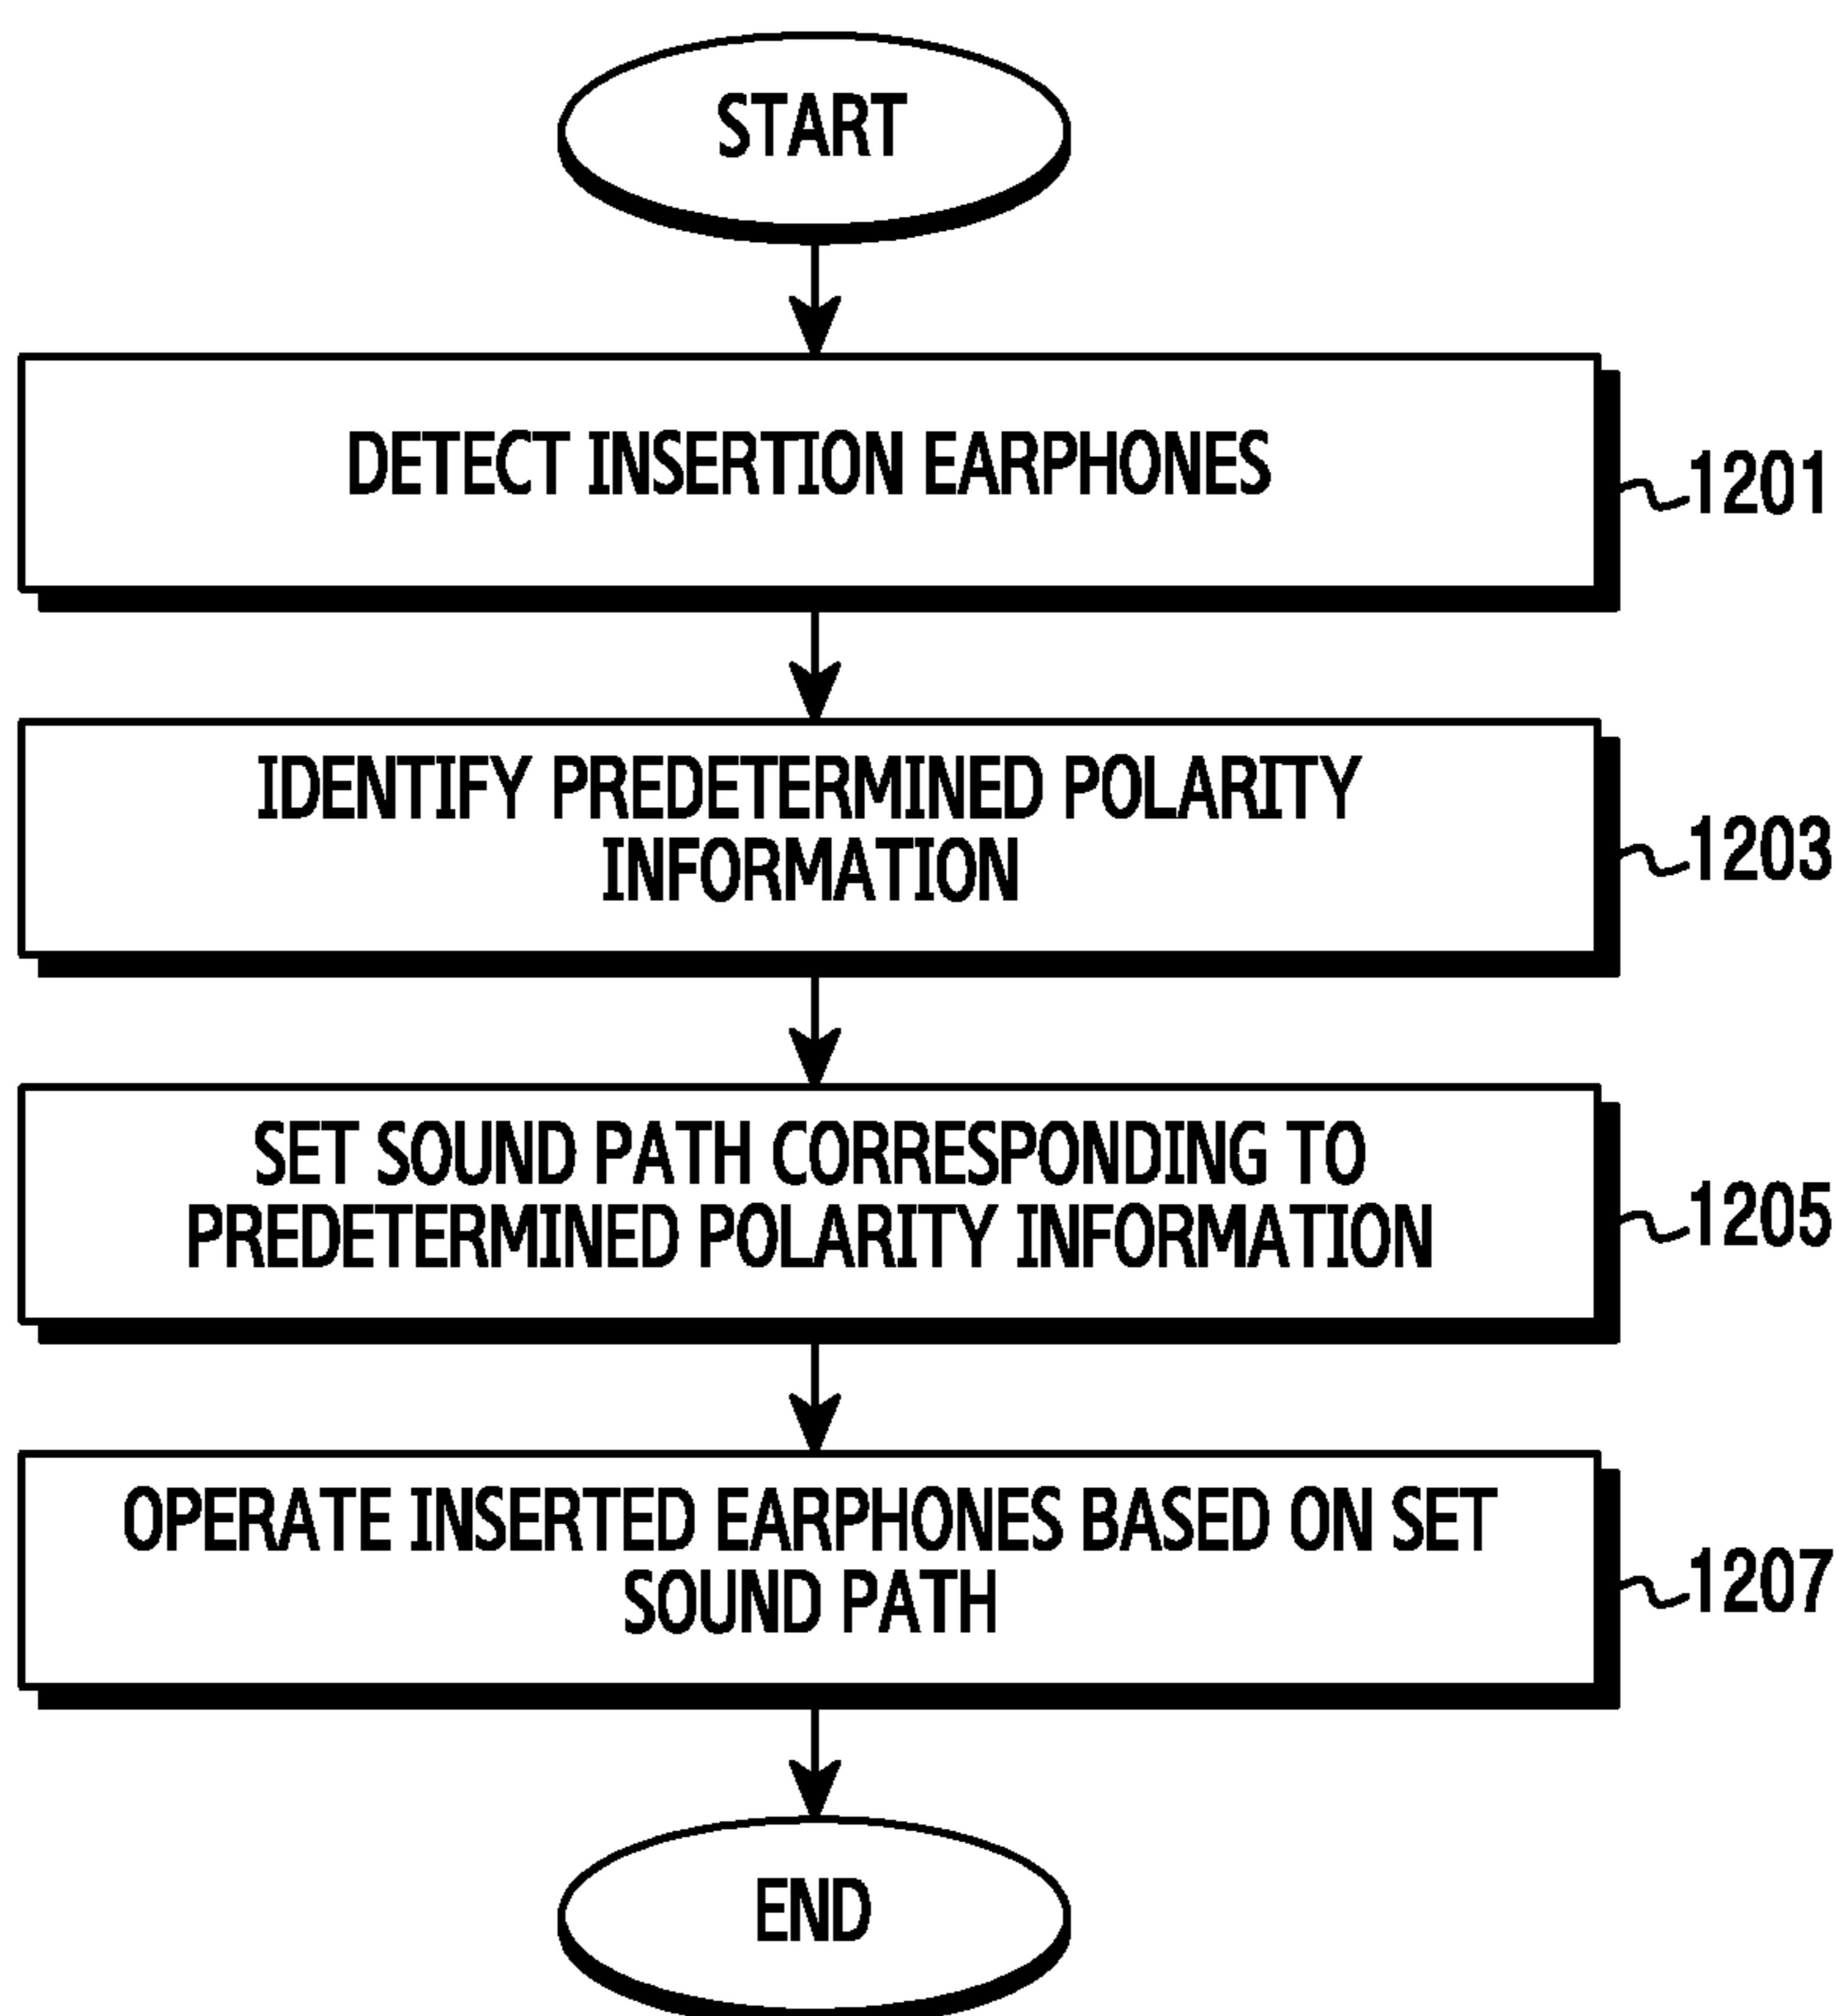 START
DETECT INSERTION EARPHONES
1201
IDENTIFY PREDETERMINED POLARITY
INFORMATION
1203
SET SOUND PATH CORRESPONDING TO
PREDETERMINED POLARITY INFORMATION
1205
OPERATE INSERTED EARPHONES BASED ON SET
SOUND PATH
1207
END